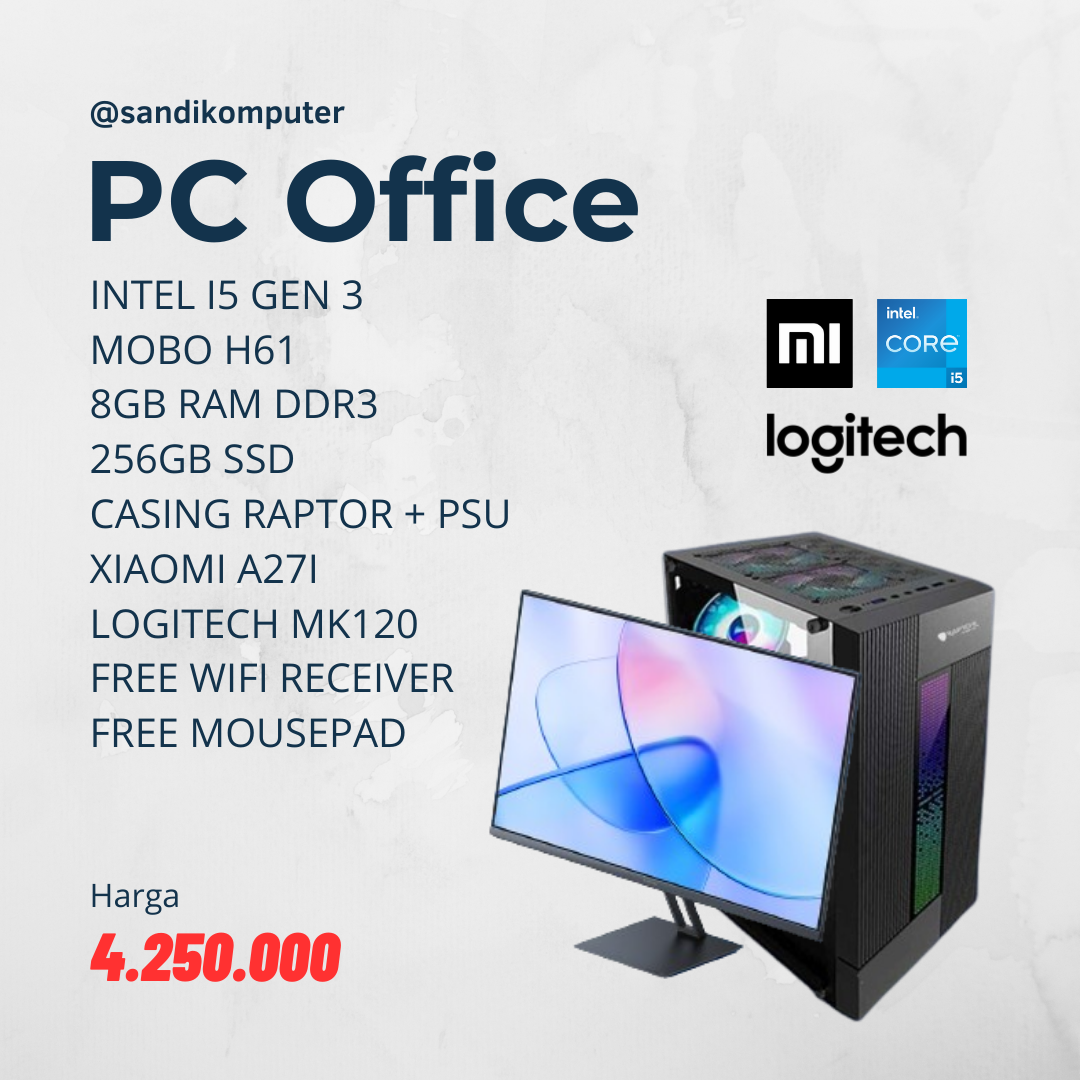 @sandikomputer
PC Office
INTEL I5 GEN 3
MOBO H61
8GB RAM DDR3
256GB SSD
CASING RAPTOR + PSU
XIAOMI A27I
LOGITECH MK120
FREE WIFI RECEIVER
FREE MOUSEPAD
mi
intel.
CORE
i5
logitech
Harga
4.250.000